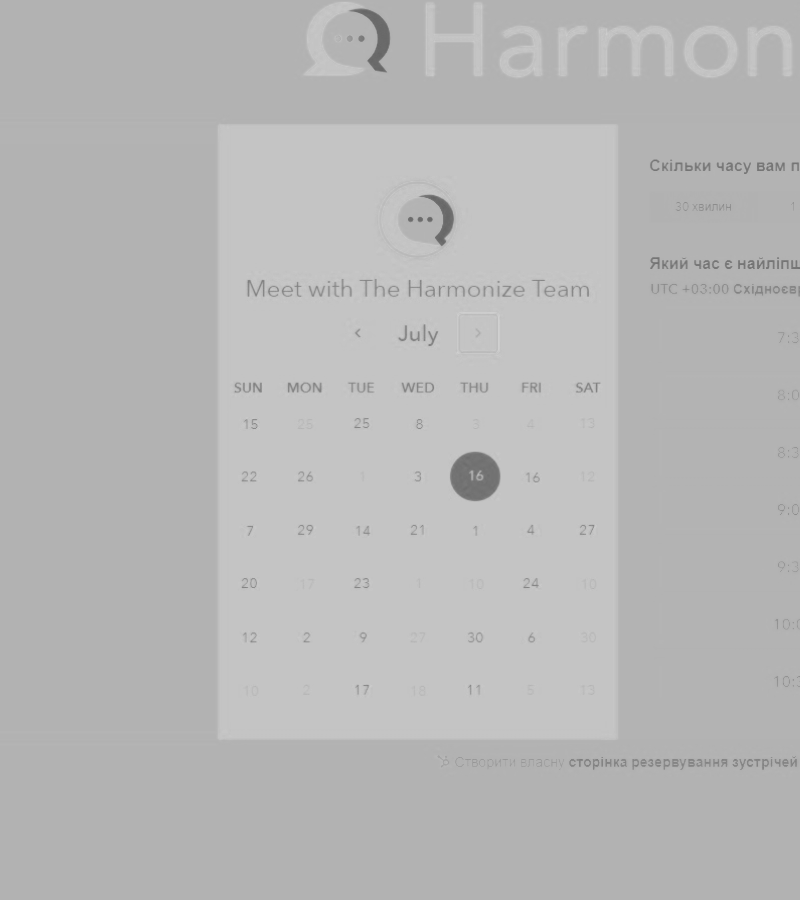 Harmon
Meet with The Harmonize Team
July
SUN MON TUE WED THU FRI SAT
15 25 25 8 3 4 13
22 26 1 3 16 16 12
7 29 14 21 1 4 27
20 17 23 1 10 24 10
12 2 9 27 30 6 30
10 2 17 18 11 5 13
Скільки часу вам п
30 хвилин 1
Який час є найліпш
UTC +03:00 Східноєвр
7:3
8:0
8:3
9:0
9:3
10:0
10:3
Створити власну сторінка резервування зустрічей